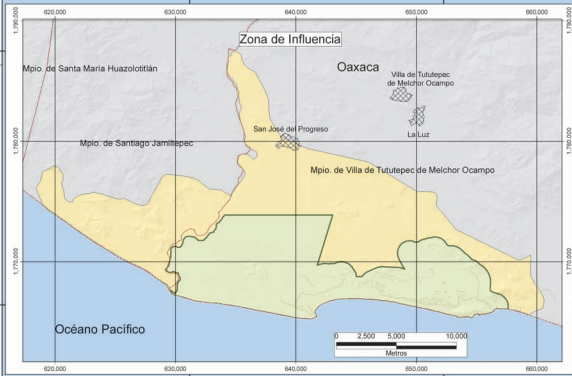 620,000 630,000 640,000 650,000 660,000
1,790,000 1,790,000
Zona de Influencia
Mpio. de Santa María Huazolotitlán
Oaxaca
Villa de Tututepec
de Melchor Ocampo
San José del Progreso
La Luz
1,780,000 1,780,000
Mpio. de Santiago Jamiltepec
Mpio. de Villa de Tututepec de Melchor Ocampo
1,770,000 1,770,000
Océano Pacífico
0 2,500 5,000 10,000
Metros
620,000 630,000 640,000 650,000 660,000